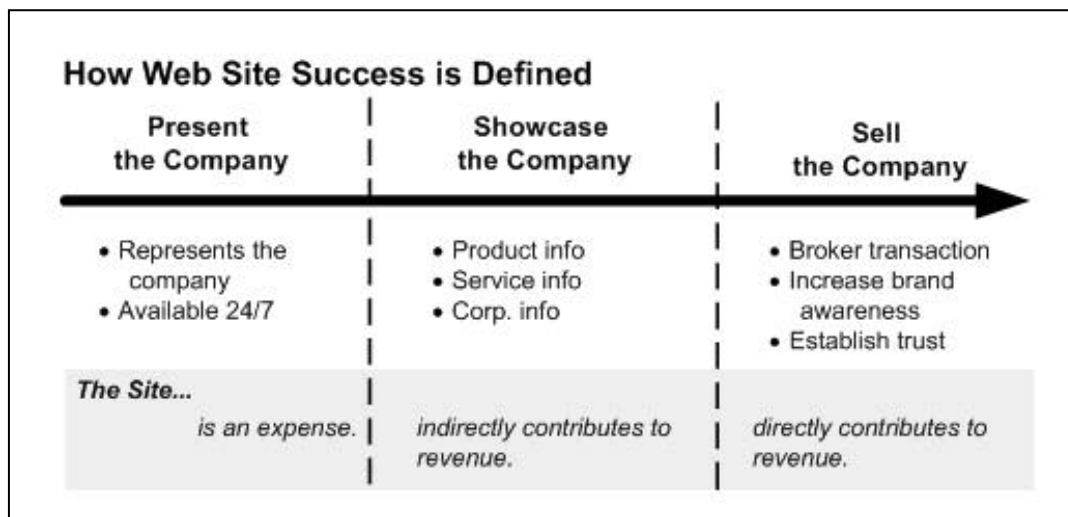 How Web Site Success is Defined
Present
the Company
Showcase
the Company
Sell
the Company
• Represents the
company
• Available 24/7
• Product info
• Service info
• Corp. info
• Broker transaction
• Increase brand
awareness
• Establish trust
The Site...
is an expense.
indirectly contributes to
revenue.
directly contributes to
revenue.